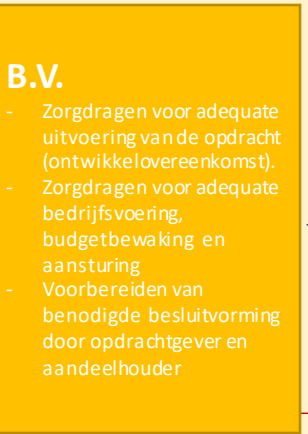 B.V.
- Zorgdragen voor adequate
uitvoering van de opdracht
(ontwikkelovereenkomst).
- Zorgdragen voor adequate
bedrijfsvoering,
budgetbewaking en
aansturing
- Voorbereiden van
benodigde besluitvorming
door opdrachtgever en
aandeelhouder